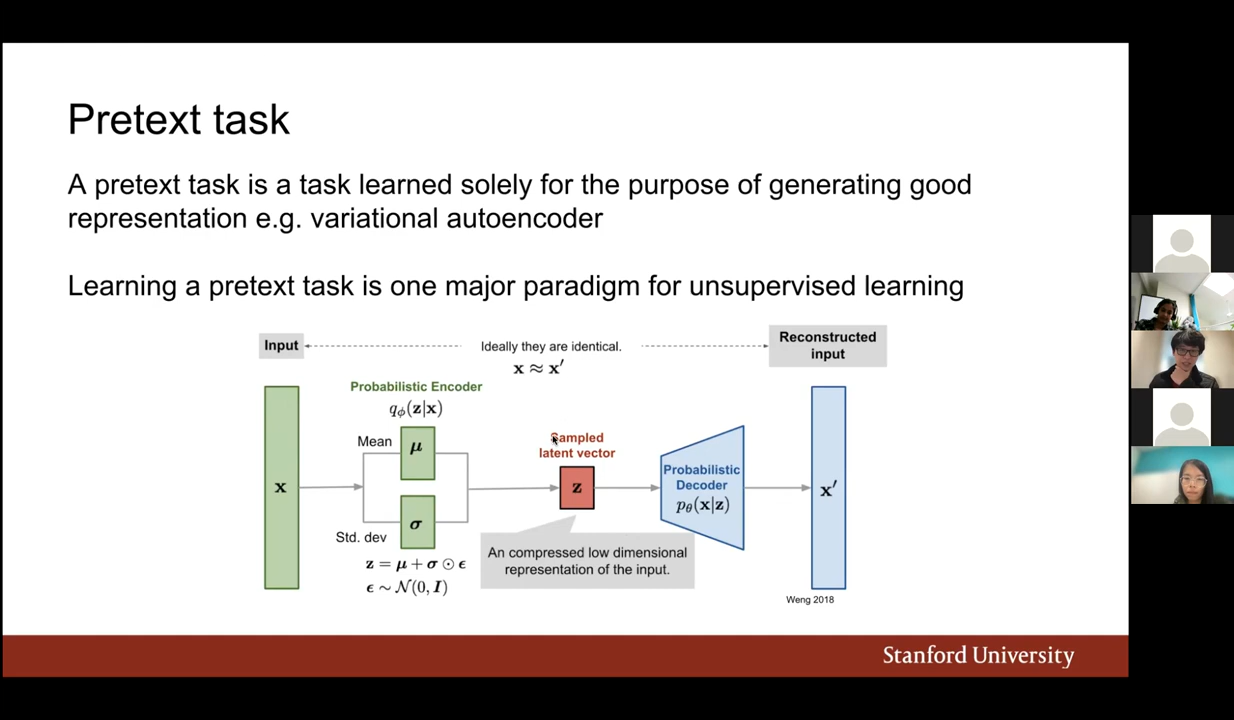 Pretext task
A pretext task is a task learned solely for the purpose of generating good
representation e.g. variational autoencoder
Learning a pretext task is one major paradigm for unsupervised learning
Input
Ideally they are identical.
x ≈ x′
Reconstructed
input
Probabilistic Encoder
qϕ(z|x)
Mean
μ
x
Sampled
latent vector
z
Probabilistic
Decoder
pθ(x|z)
x′
σ
Std. dev
z = μ + σ ⊙ ϵ
ϵ ∼ 𝒩(0, I)
An compressed low dimensional
representation of the input.
Weng 2018
Stanford University